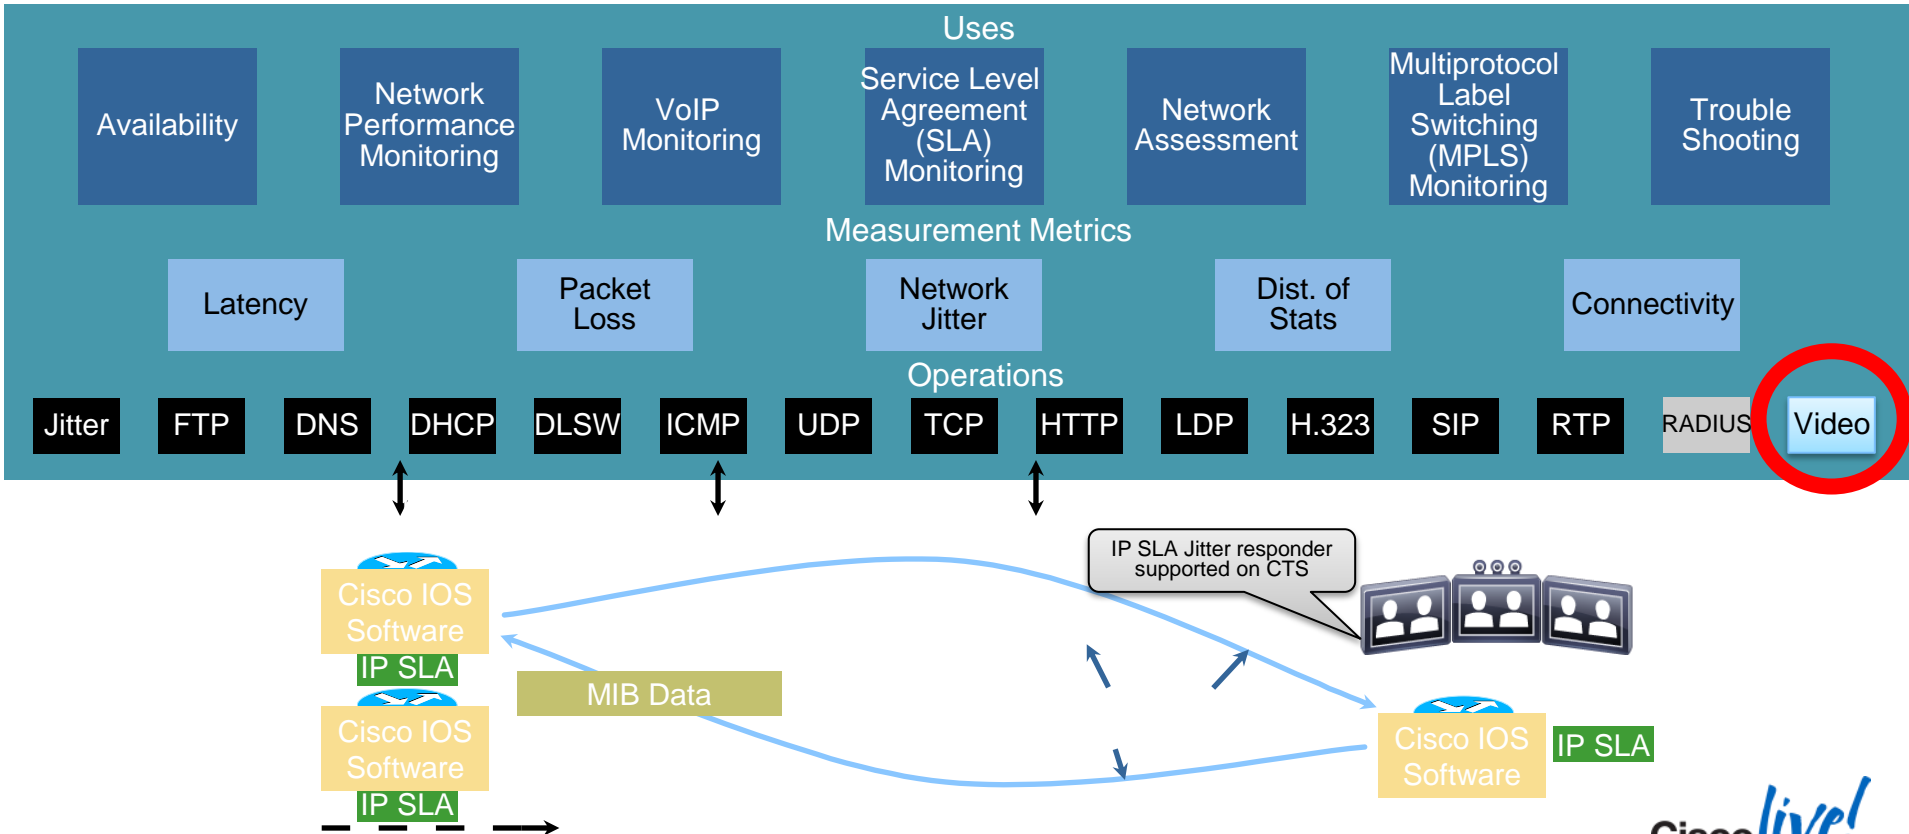 Uses
Availability
Network
Performance
Monitoring
VoIP
Monitoring
Service Level
Agreement
(SLA)
Monitoring
Network
Assessment
Multiprotocol
Label
Switching
(MPLS)
Monitoring
Trouble
Shooting
Measurement Metrics
Latency
Packet
Loss
Network
Jitter
Dist. of
Stats
Connectivity
Operations
Jitter
FTP
DNS
DHCP
DLSW
ICMP
UDP
TCP
HTTP
LDP
H.323
SIP
RTP
RADIUS
Video
IP SLA Jitter responder
supported on CTS
Cisco IOS
Software
IP SLA
MIB Data
Cisco IOS
Software
IP SLA
Cisco IOS
Software
IP SLA
Cisco live!